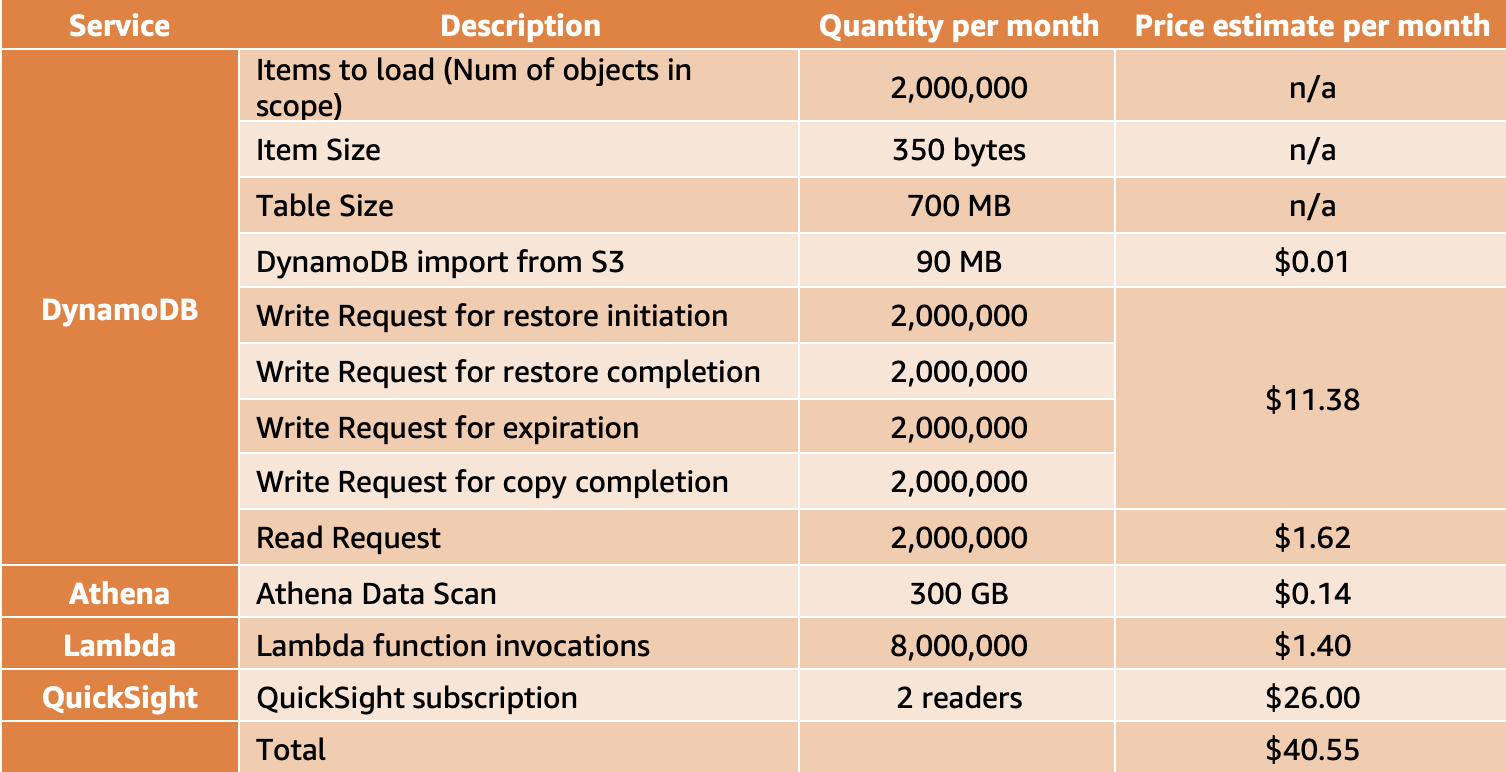 Service Description Quantity per month Price estimate per month
DynamoDB
Items to load (Num of objects in
scope) 2,000,000 n/a
Item Size 350 bytes n/a
Table Size 700 MB n/a
DynamoDB import from S3 90 MB $0.01
Write Request for restore initiation 2,000,000
Write Request for restore completion 2,000,000
$11.38
Write Request for expiration 2,000,000
Write Request for copy completion 2,000,000
Read Request 2,000,000 $1.62
Athena Athena Data Scan 300 GB $0.14
Lambda Lambda function invocations 8,000,000 $1.40
QuickSight QuickSight subscription 2 readers $26.00
Total $40.55